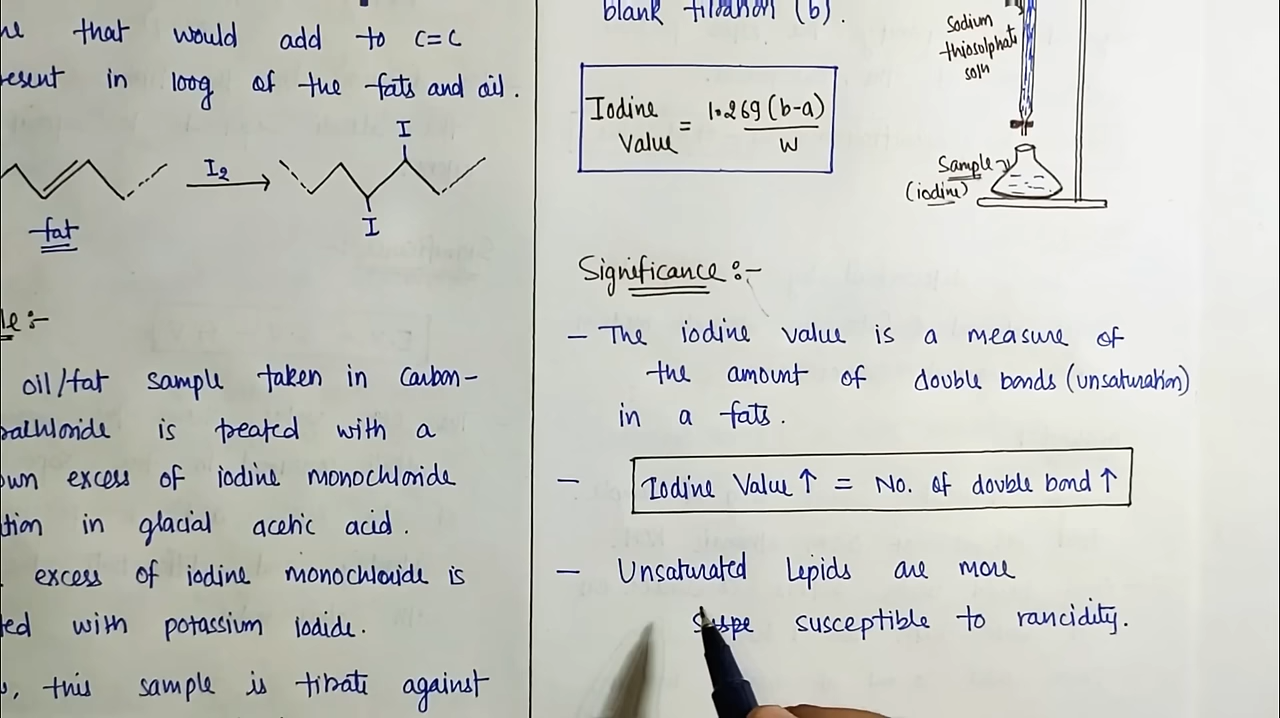 that would add to C=C
in 100g of the fats and oil.
I2
I
I
fat
oil/fat sample taken in Carbon-
is treated with a
excess of iodine monochloride
in glacial acetic acid.
excess of iodine monochloride is
with potassium iodide.
this sample is titrate against
blank titration (b).
Iodine Value = 1.269 (b-a) / W
Sodium
thiosolphate
soln
Sample
(iodine)
Significance :-
- The iodine value is a measure of
the amount of double bonds (unsaturation)
in a fats.
- Iodine Value ↑ = No. of double bond ↑
- Unsaturated Lepids are more
susceptible to rancidity.